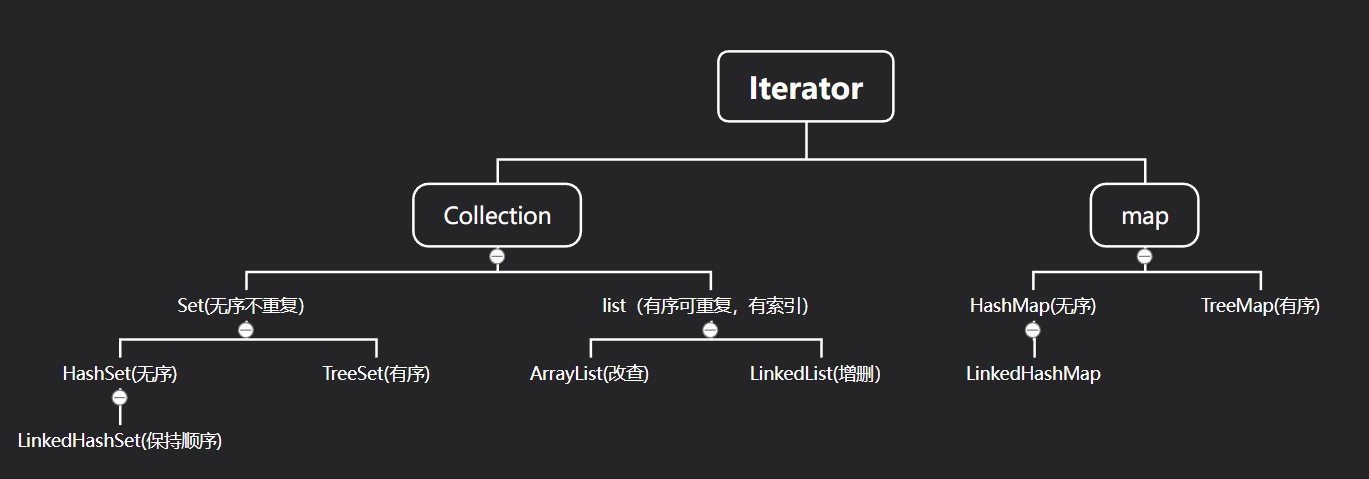 Iterator
Collection
map
Set(无序不重复)
list（有序可重复，有索引）
HashMap(无序)
TreeMap(有序)
HashSet(无序)
TreeSet(有序)
ArrayList(改查)
LinkedList(增删)
LinkedHashMap
LinkedHashSet(保持顺序)